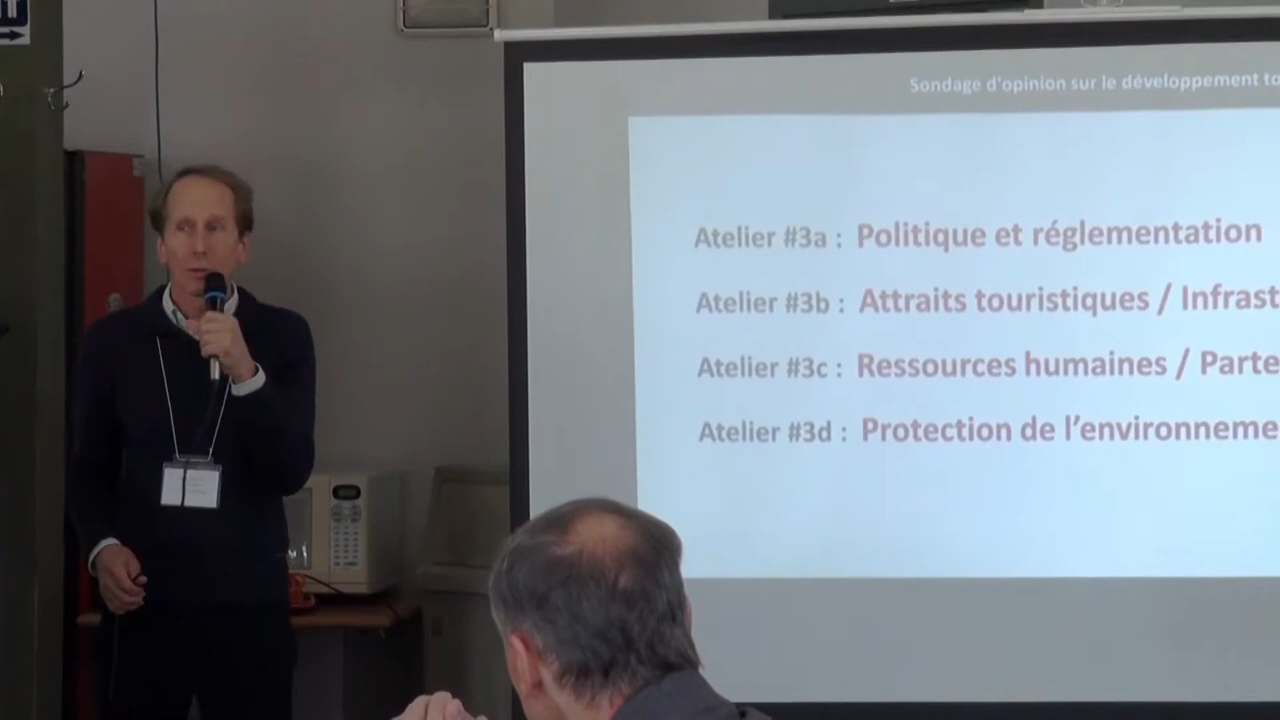 Sondage d'opinion sur le développement
Atelier #3a : Politique et réglementation
Atelier #3b : Attraits touristiques / Infrast
Atelier #3c : Ressources humaines / Parte
Atelier #3d : Protection de l'environneme